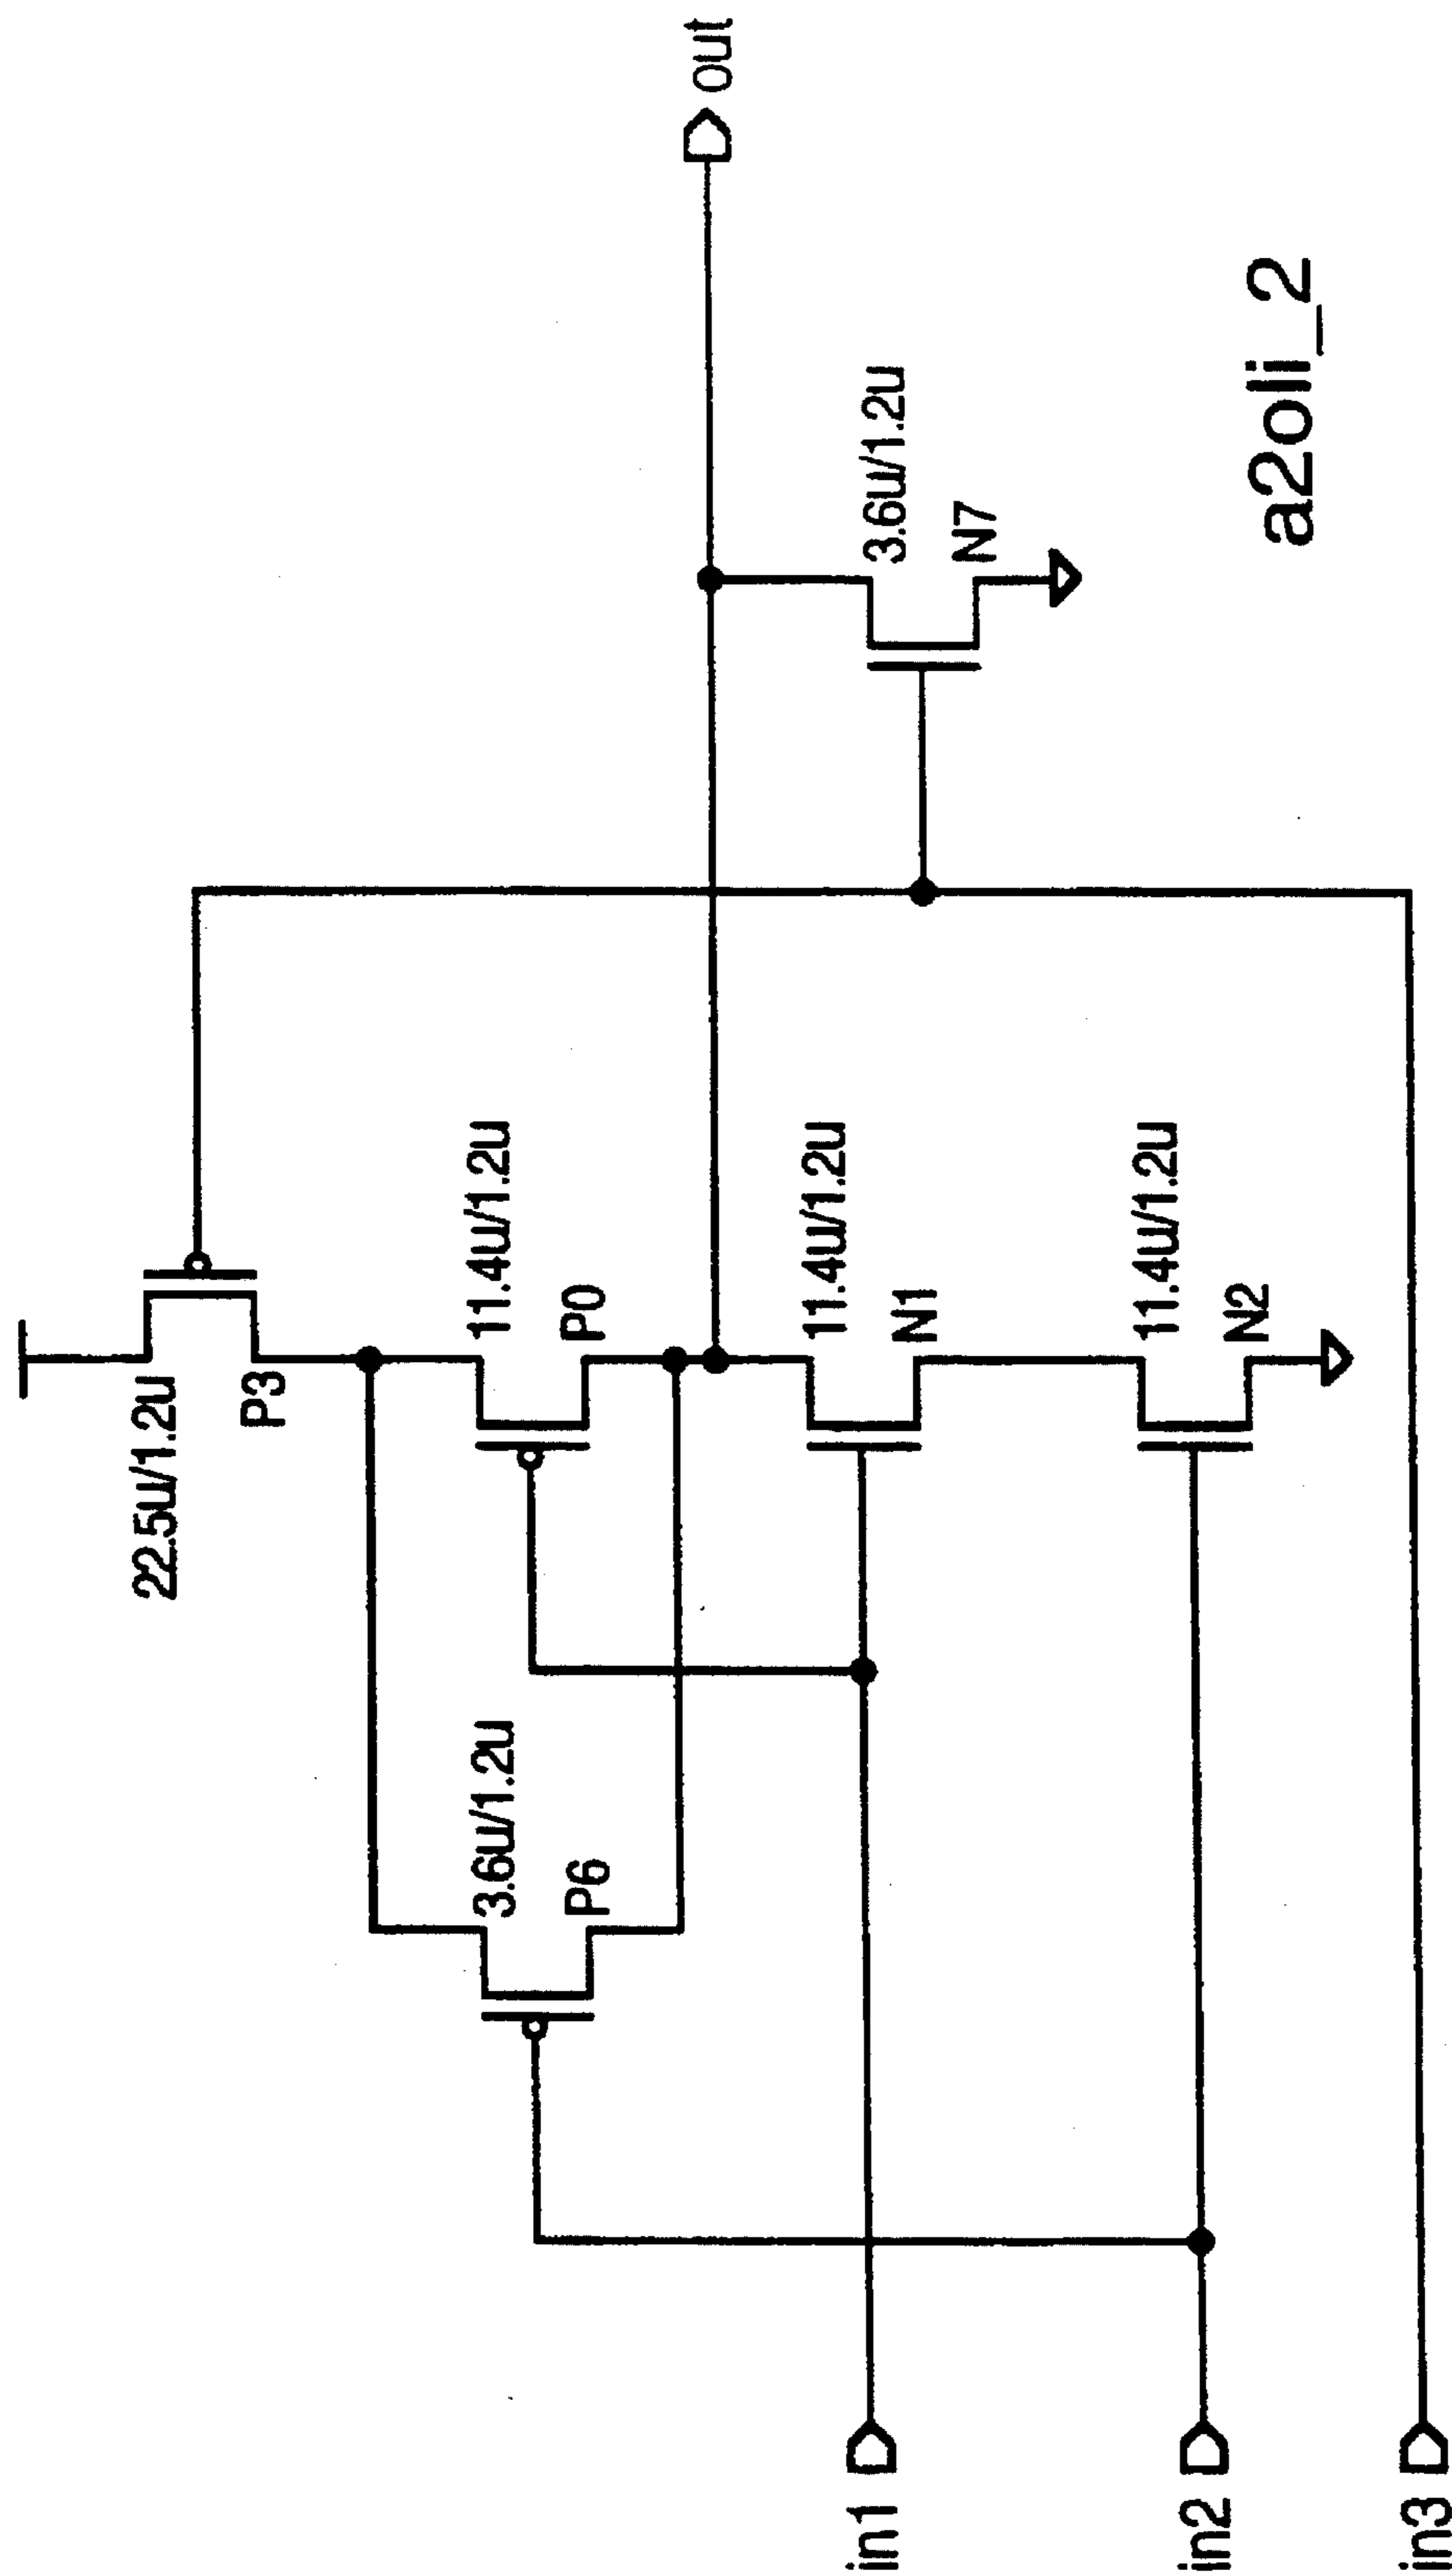 22.5u/1.2u
P3
3.6u/1.2u
P6
11.4u/1.2u
P0
out
in1
11.4u/1.2u
N1
3.6u/1.2u
N7
in2
11.4u/1.2u
N2
in3
a2oli_2